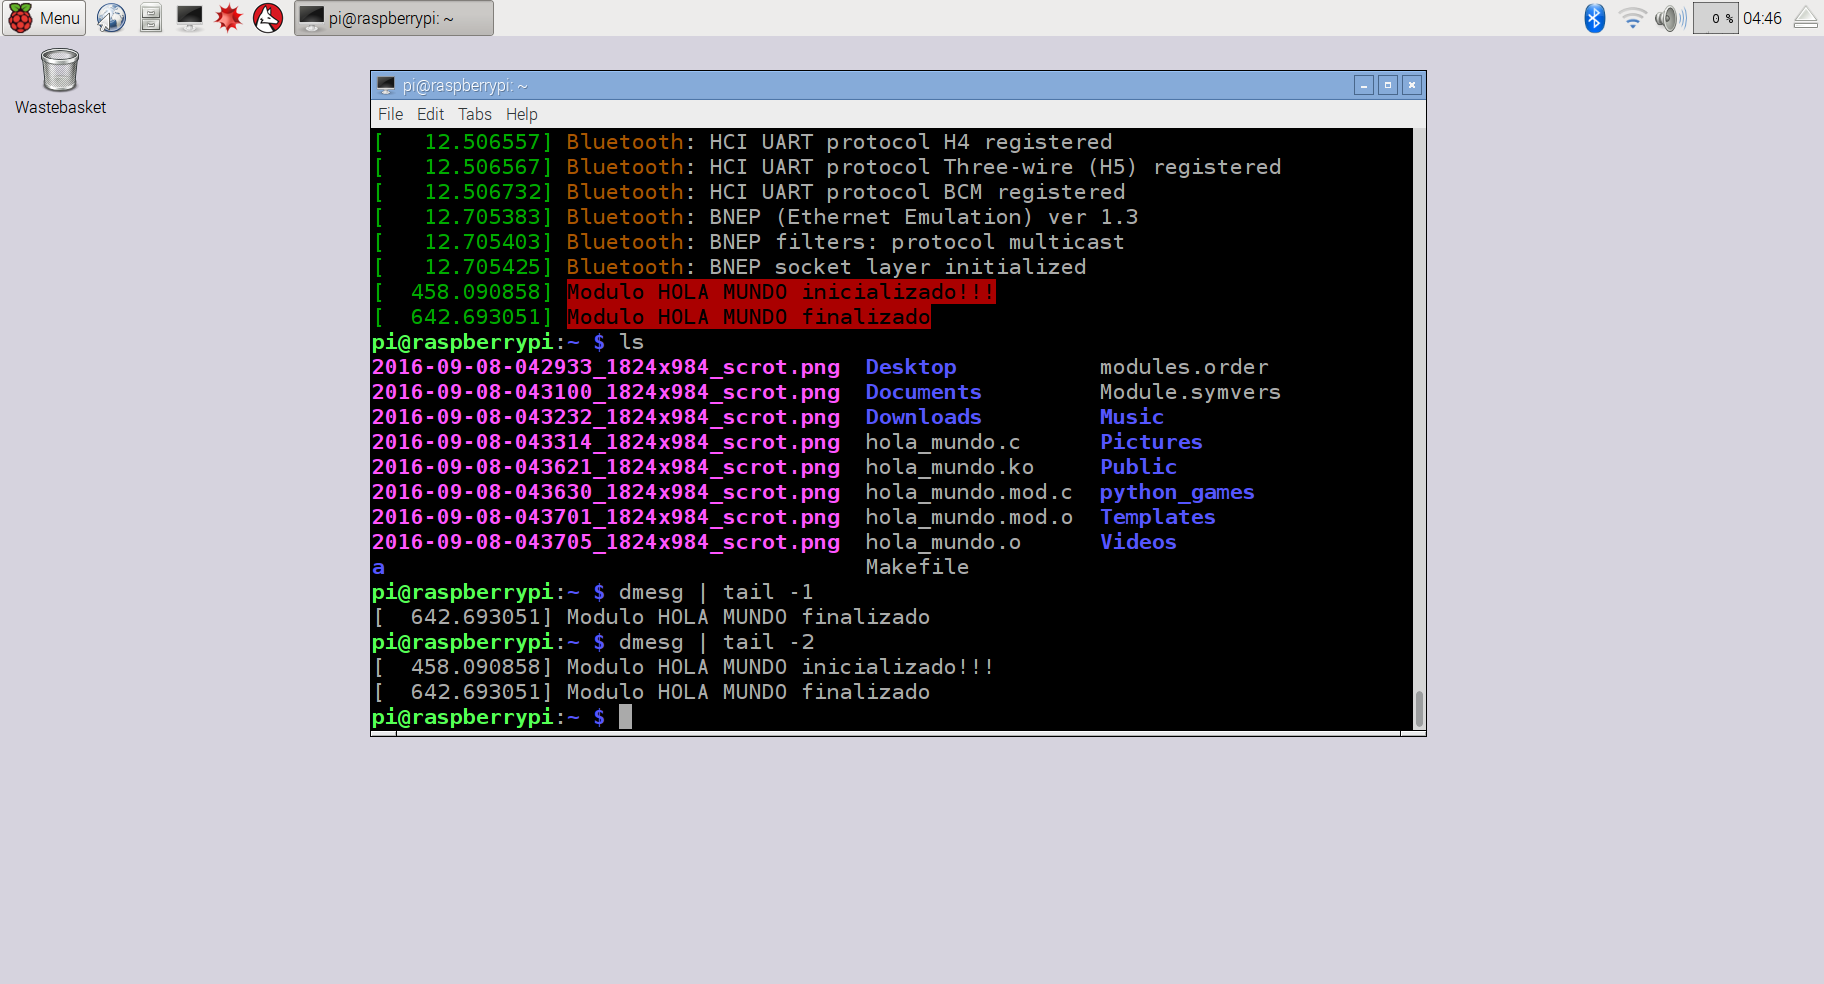 Menu
pi@raspberrypi: ~
0 %
04:46
Wastebasket
pi@raspberrypi: ~
File Edit Tabs Help
[   12.506557] Bluetooth: HCI UART protocol H4 registered
[   12.506567] Bluetooth: HCI UART protocol Three-wire (H5) registered
[   12.506732] Bluetooth: HCI UART protocol BCM registered
[   12.705383] Bluetooth: BNEP (Ethernet Emulation) ver 1.3
[   12.705403] Bluetooth: BNEP filters: protocol multicast
[   12.705425] Bluetooth: BNEP socket layer initialized
[  458.090858] Modulo HOLA MUNDO inicializado!!!
[  642.693051] Modulo HOLA MUNDO finalizado
pi@raspberrypi:~ $ ls
2016-09-08-042933_1824x984_scrot.png  Desktop           modules.order
2016-09-08-043100_1824x984_scrot.png  Documents         Module.symvers
2016-09-08-043232_1824x984_scrot.png  Downloads         Music
2016-09-08-043314_1824x984_scrot.png  hola_mundo.c      Pictures
2016-09-08-043621_1824x984_scrot.png  hola_mundo.ko     Public
2016-09-08-043630_1824x984_scrot.png  hola_mundo.mod.c  python_games
2016-09-08-043701_1824x984_scrot.png  hola_mundo.mod.o  Templates
2016-09-08-043705_1824x984_scrot.png  hola_mundo.o      Videos
a                                     Makefile
pi@raspberrypi:~ $ dmesg | tail -1
[  642.693051] Modulo HOLA MUNDO finalizado
pi@raspberrypi:~ $ dmesg | tail -2
[  458.090858] Modulo HOLA MUNDO inicializado!!!
[  642.693051] Modulo HOLA MUNDO finalizado
pi@raspberrypi:~ $